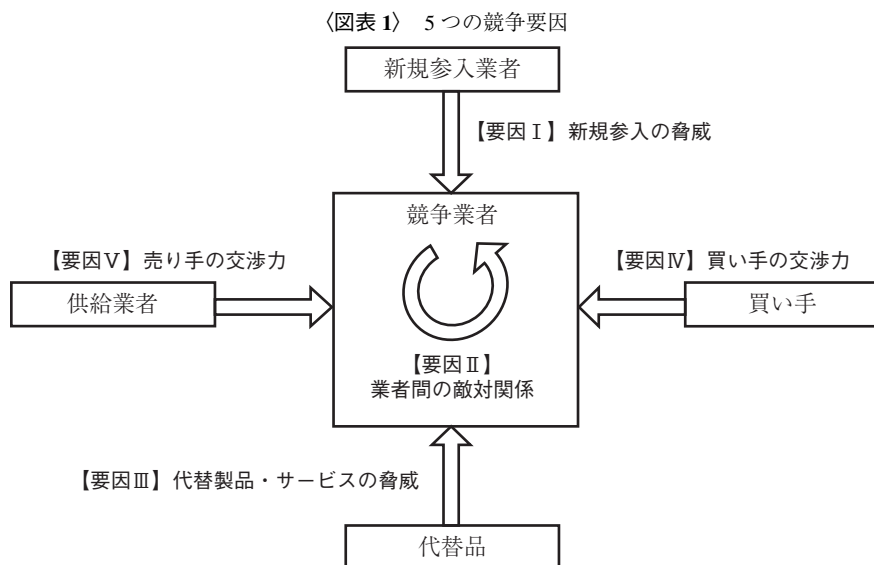 〈図表1〉 5つの競争要因
新規参入業者
【要因Ⅰ】新規参入の脅威
競争業者
【要因Ⅴ】売り手の交渉力
【要因Ⅳ】買い手の交渉力
供給業者
買い手
【要因Ⅱ】
業者間の敵対関係
【要因Ⅲ】代替製品・サービスの脅威
代替品